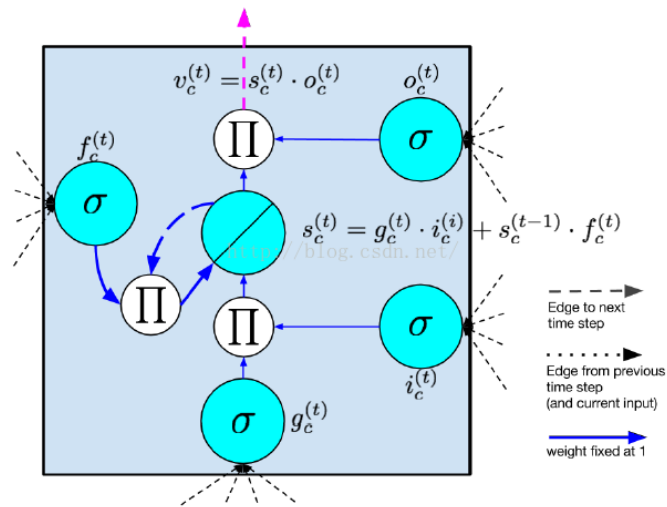 v_c^{(t)} = s_c^{(t)} · o_c^{(t)}
o_c^{(t)}
f_c^{(t)}
∏
σ
σ
s_c^{(t)} = g_c^{(t)} · i_c^{(i)} + s_c^{(t-1)} · f_c^{(t)}
http://blog.csdn.net/
∏
∏
σ
i_c^{(t)}
σ
g_c^{(t)}
Edge to next
time step
Edge from previous
time step
(and current input)
weight fixed at 1